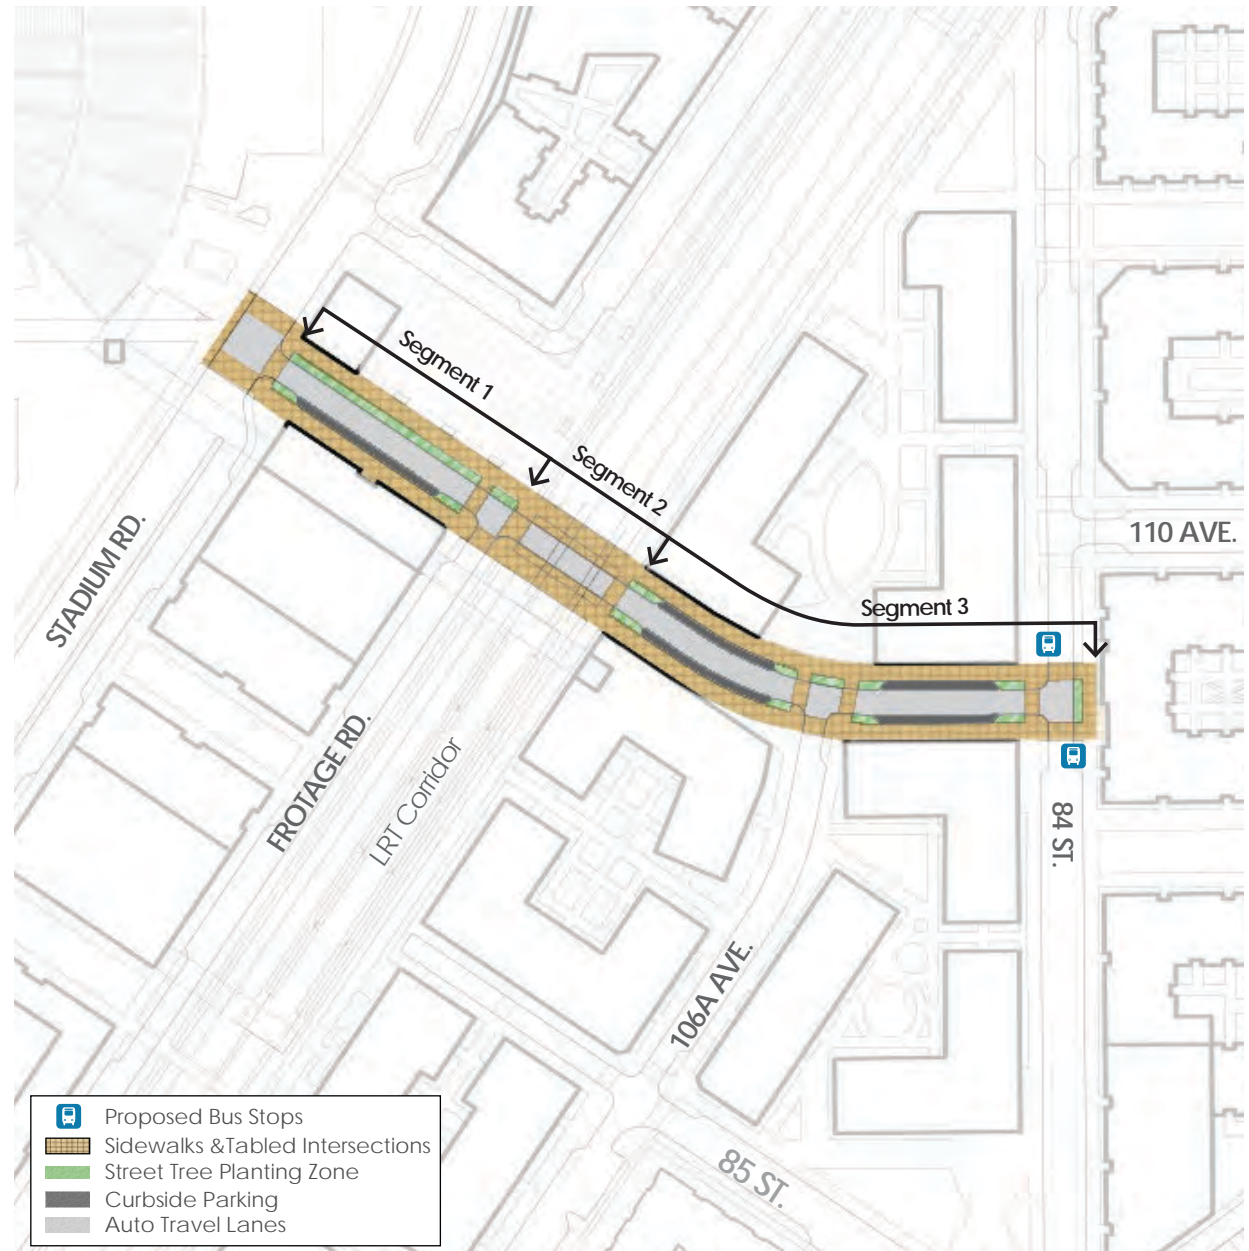 Segment 1
Segment 2
110 AVE.
STADIUM RD.
Segment 3
FROTAGE RD.
LRT Corridor
84 ST.
106A AVE.
85 ST.
Proposed Bus Stops
Sidewalks &Tabled Intersections
Street Tree Planting Zone
Curbside Parking
Auto Travel Lanes